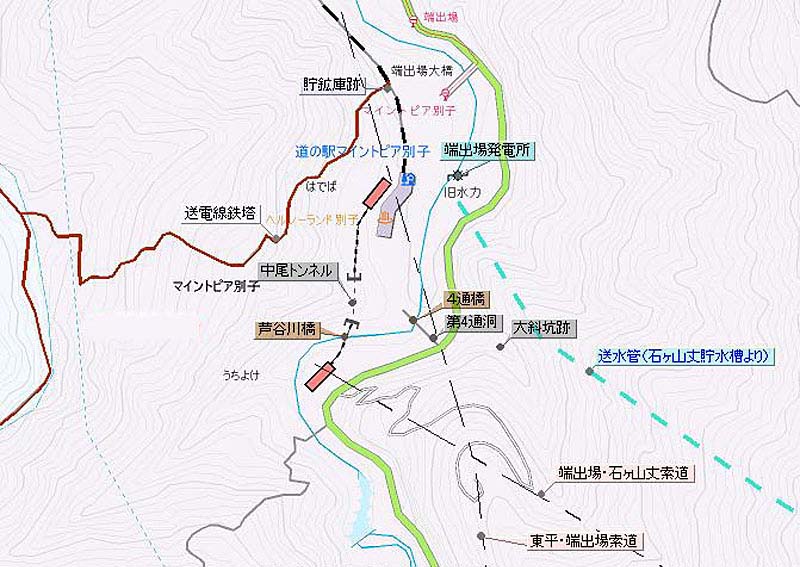 端出場
端出場大橋
貯鉱庫跡
マイントピア別子
道の駅マイントピア別子
端出場発電所
はでば
旧水力
送電線鉄塔
ヘルシーランド別子
中尾トンネル
マイントピア別子
4通橋
芦谷川橋
第4通洞
大斜坑跡
送水管(石ヶ山丈貯水槽より)
うちよけ
端出場・石ヶ山丈索道
東平・端出場索道